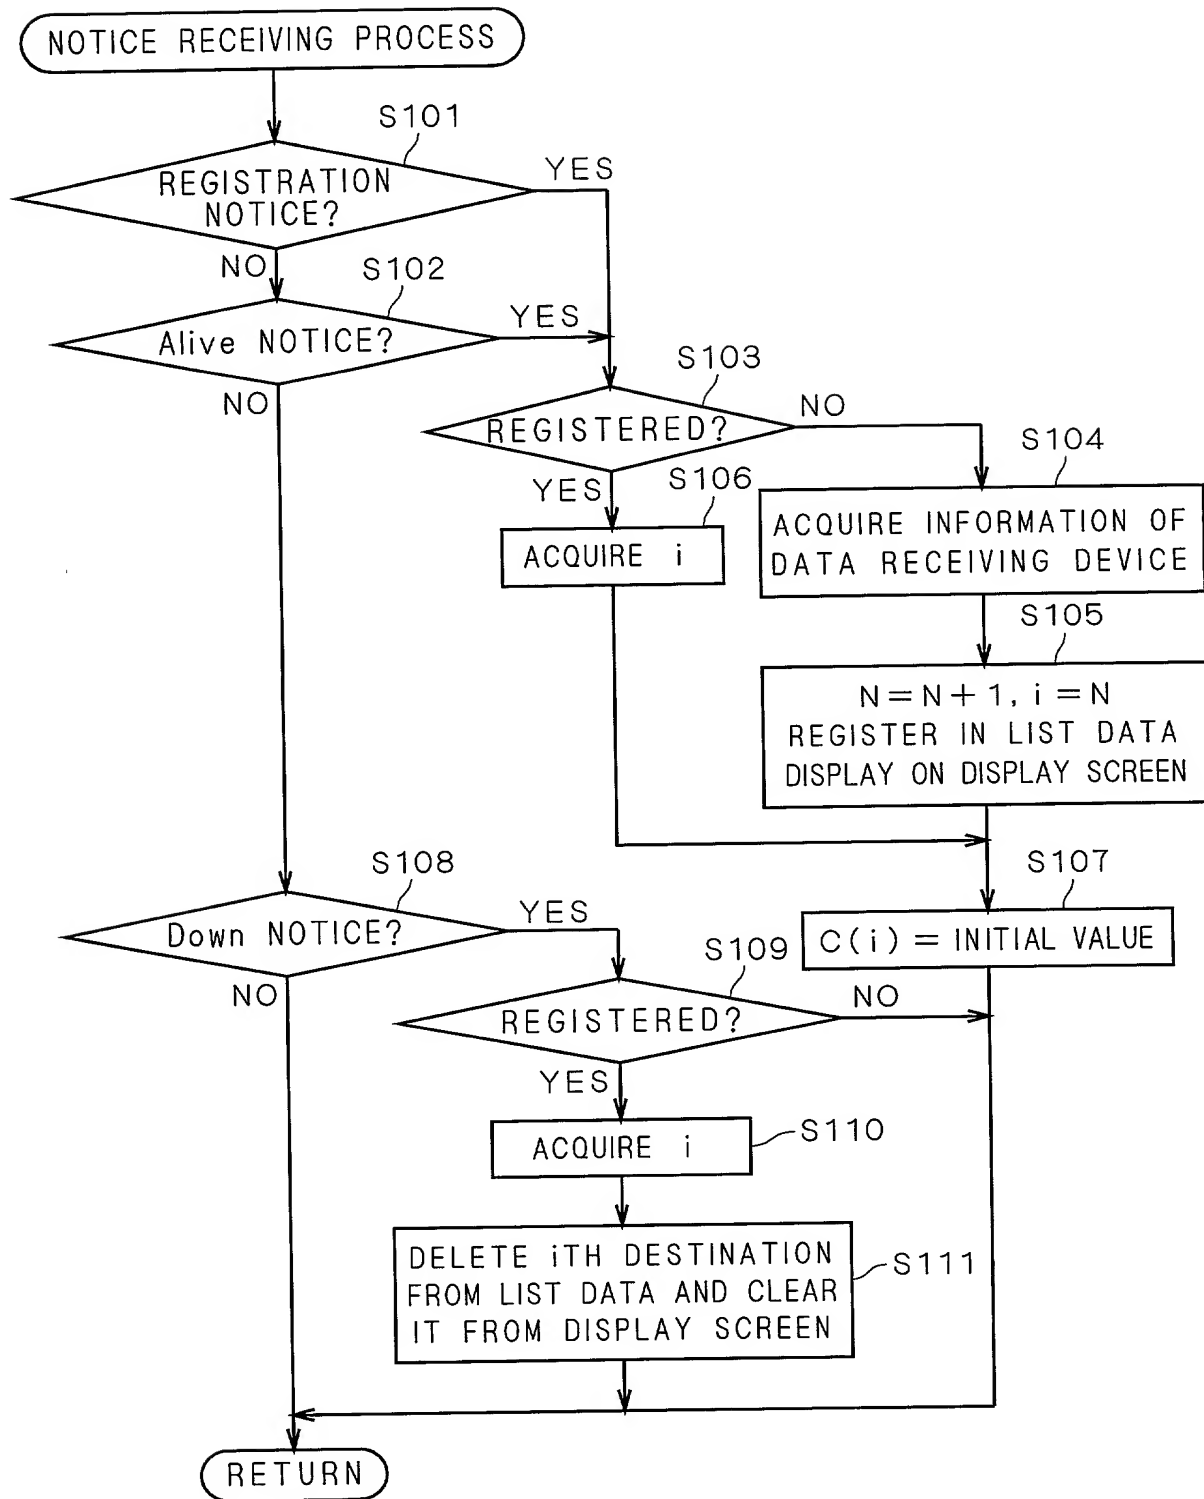 NOTICE RECEIVING PROCESS
S101
REGISTRATION
NOTICE?
YES
NO
S102
Alive NOTICE?
YES
NO
S103
REGISTERED?
NO
YES
S106
ACQUIRE i
S104
ACQUIRE INFORMATION OF
DATA RECEIVING DEVICE
S105
N=N+1, i=N
REGISTER IN LIST DATA
DISPLAY ON DISPLAY SCREEN
S107
C(i) = INITIAL VALUE
S108
Down NOTICE?
YES
NO
S109
REGISTERED?
NO
YES
ACQUIRE i
S110
DELETE iTH DESTINATION
FROM LIST DATA AND CLEAR
IT FROM DISPLAY SCREEN
S111
RETURN